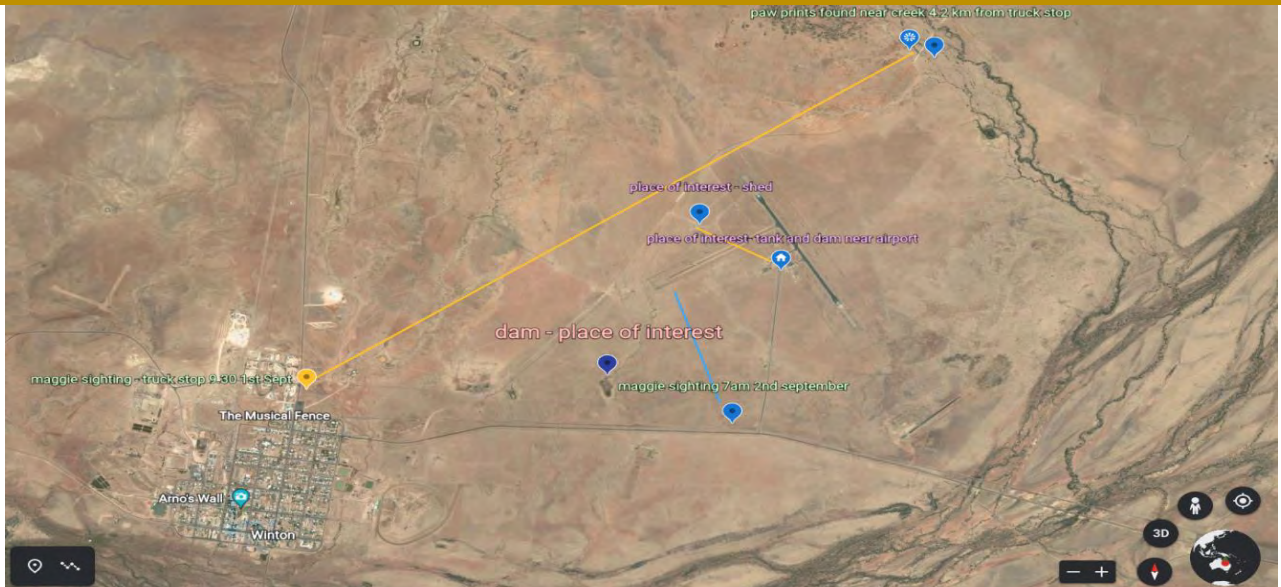 paw prints found near creek 4.2 km from truck stop
place of interest - shed
place of interest- tank and dam near airport
dam - place of interest
maggie sighting - truck stop 9.30 1st Sept
maggie sighting 7am 2nd september
The Musical Fence
Arno's Wall
Winton
3D